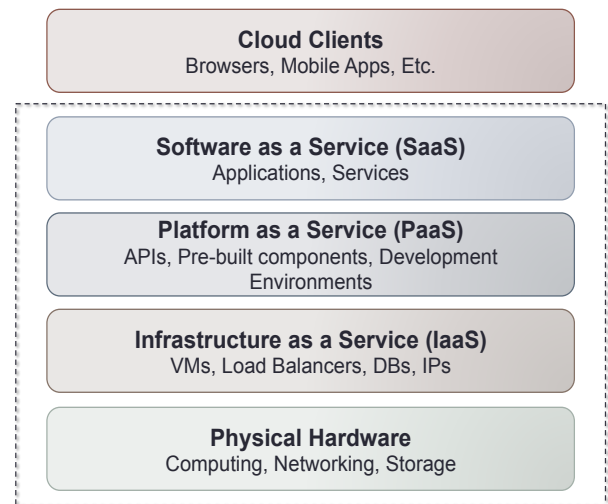 Cloud Clients
Browsers, Mobile Apps, Etc.
Software as a Service (SaaS)
Applications, Services
Platform as a Service (PaaS)
APIs, Pre-built components, Development
Environments
Infrastructure as a Service (IaaS)
VMs, Load Balancers, DBs, IPs
Physical Hardware
Computing, Networking, Storage